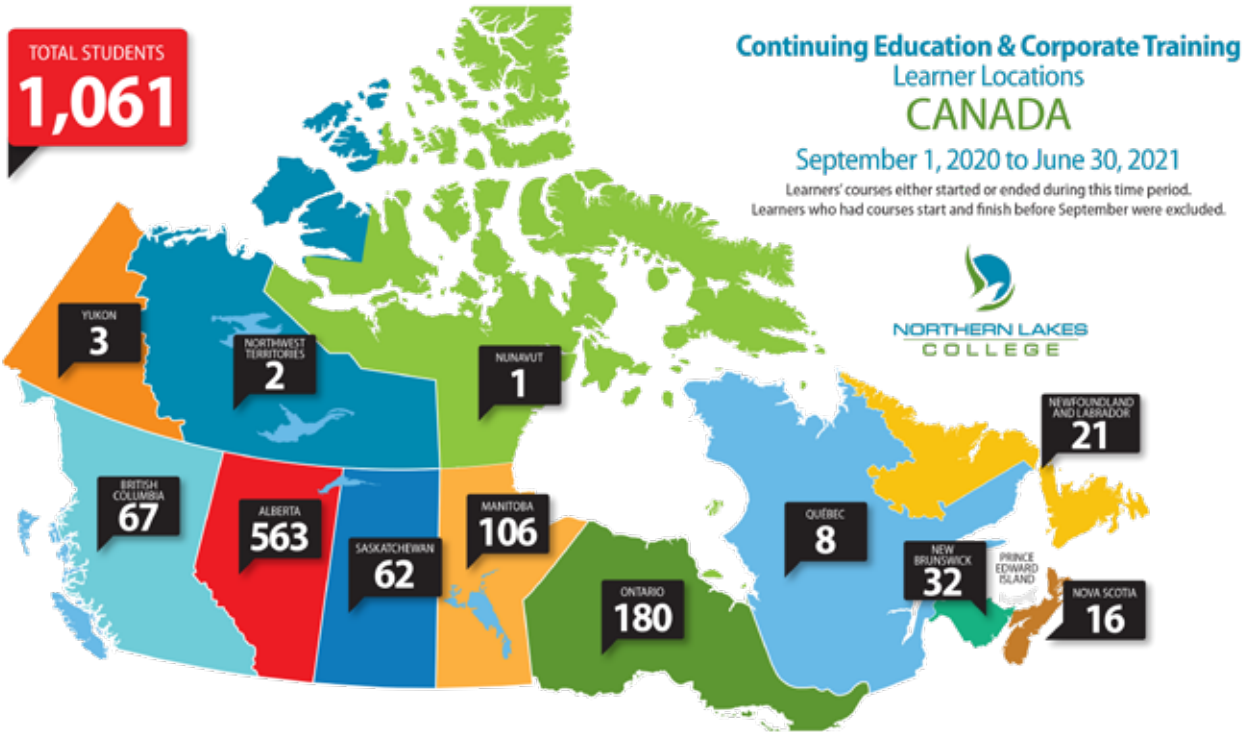 TOTAL STUDENTS
1,061
Continuing Education & Corporate Training
Learner Locations
CANADA
September 1, 2020 to June 30, 2021
Learners' courses either started or ended during this time period.
Learners who had courses start and finish before September were excluded.
NORTHERN LAKES
COLLEGE
YUKON
3
NORTHWEST
TERRITORIES
2
NUNAVUT
1
NEWFOUNDLAND
AND LABRADOR
21
BRITISH
COLUMBIA
67
ALBERTA
563
SASKATCHEWAN
62
MANITOBA
106
ONTARIO
180
QUÉBEC
8
NEW
BRUNSWICK
32
PRINCE
EDWARD
ISLAND
NOVA SCOTIA
16